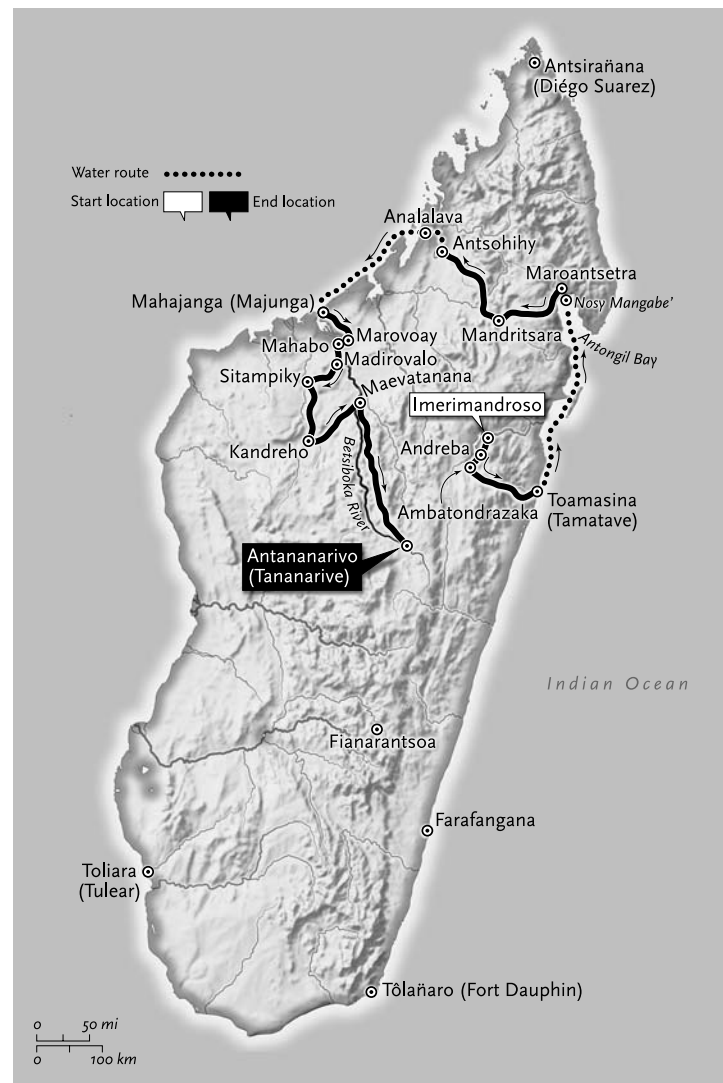 Antsirañana
(Diégo Suarez)
Water route
Start location
End location
Analalava
Antsohihy
Maroantsetra
Nosy Mangabe'
Mahajanga (Majunga)
Marovoay
Mahabo
Mandritsara
Antongil Bay
Madirovalo
Sitampiky
Maevatanana
Imerimandroso
Kandreho
Betsiboka River
Andreba
Ambatondrazaka
Toamasina
(Tamatave)
Antananarivo
(Tananarive)
Indian Ocean
Fianarantsoa
Farafangana
Toliara
(Tulear)
Tôlañaro (Fort Dauphin)
0 50 mi
0 100 km